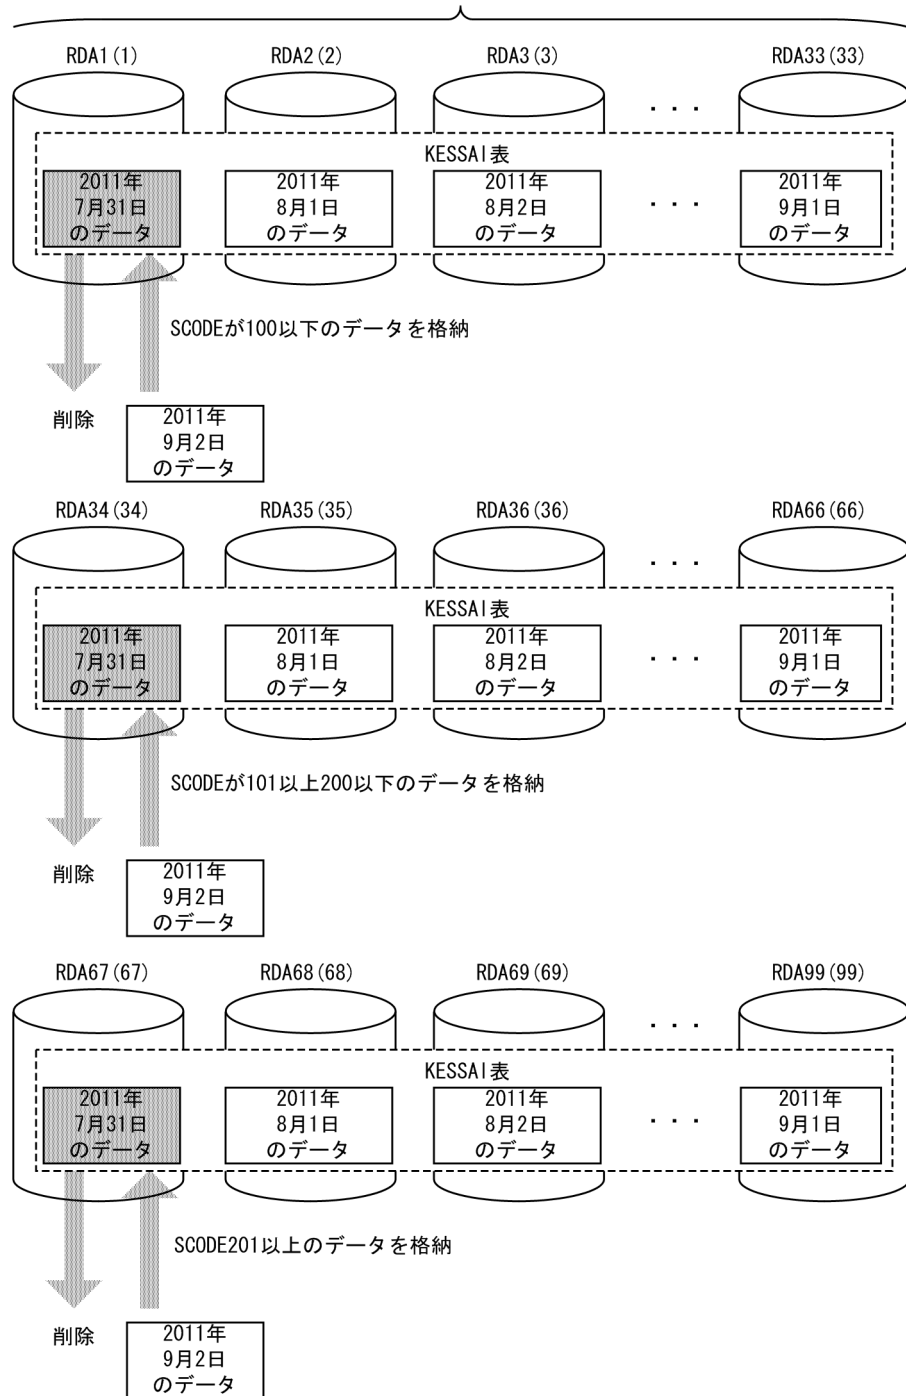 RDA1(1) RDA2(2) RDA3(3) RDA33(33)
・・・
KESSAI表
2011年 2011年 2011年 2011年
7月31日 8月1日 8月2日 ・・・ 9月1日
のデータ のデータ のデータ のデータ
SCODEが100以下のデータを格納
削除
2011年
9月2日
のデータ
RDA34(34) RDA35(35) RDA36(36) RDA66(66)
・・・
KESSAI表
2011年 2011年 2011年 2011年
7月31日 8月1日 8月2日 ・・・ 9月1日
のデータ のデータ のデータ のデータ
SCODEが101以上200以下のデータを格納
削除
2011年
9月2日
のデータ
RDA67(67) RDA68(68) RDA69(69) RDA99(99)
・・・
KESSAI表
2011年 2011年 2011年 2011年
7月31日 8月1日 8月2日 ・・・ 9月1日
のデータ のデータ のデータ のデータ
SCODE201以上のデータを格納
削除
2011年
9月2日
のデータ